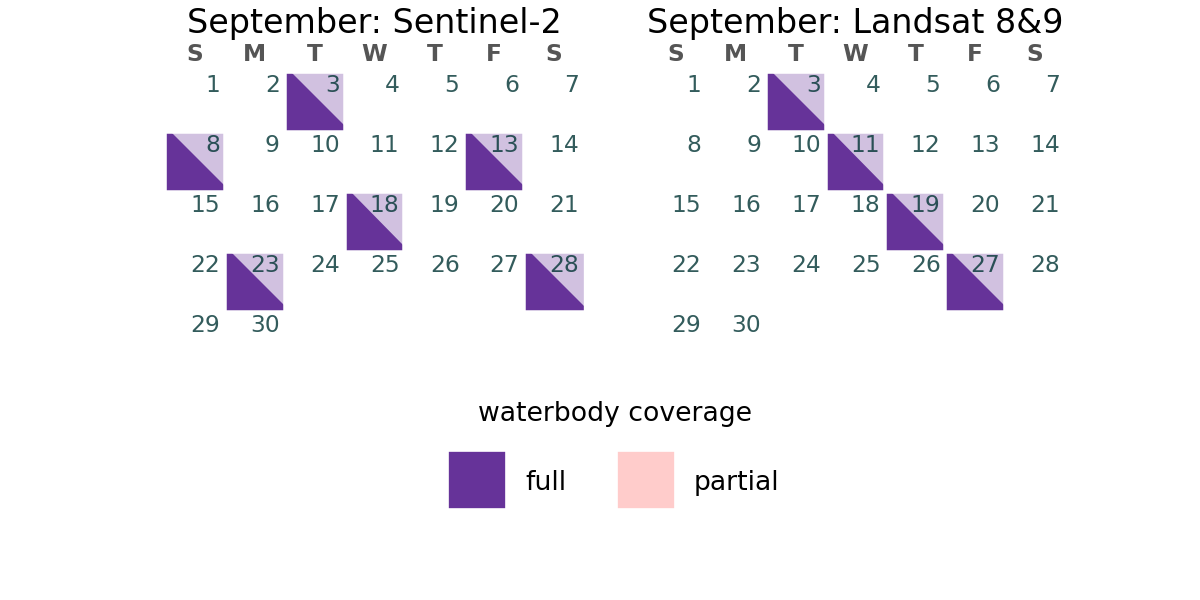 September: Sentinel-2
S M T W T F S
1 2 3 4 5 6 7
8 9 10 11 12 13 14
15 16 17 18 19 20 21
22 23 24 25 26 27 28
29 30
September: Landsat 8&9
S M T W T F S
1 2 3 4 5 6 7
8 9 10 11 12 13 14
15 16 17 18 19 20 21
22 23 24 25 26 27 28
29 30
waterbody coverage
full partial